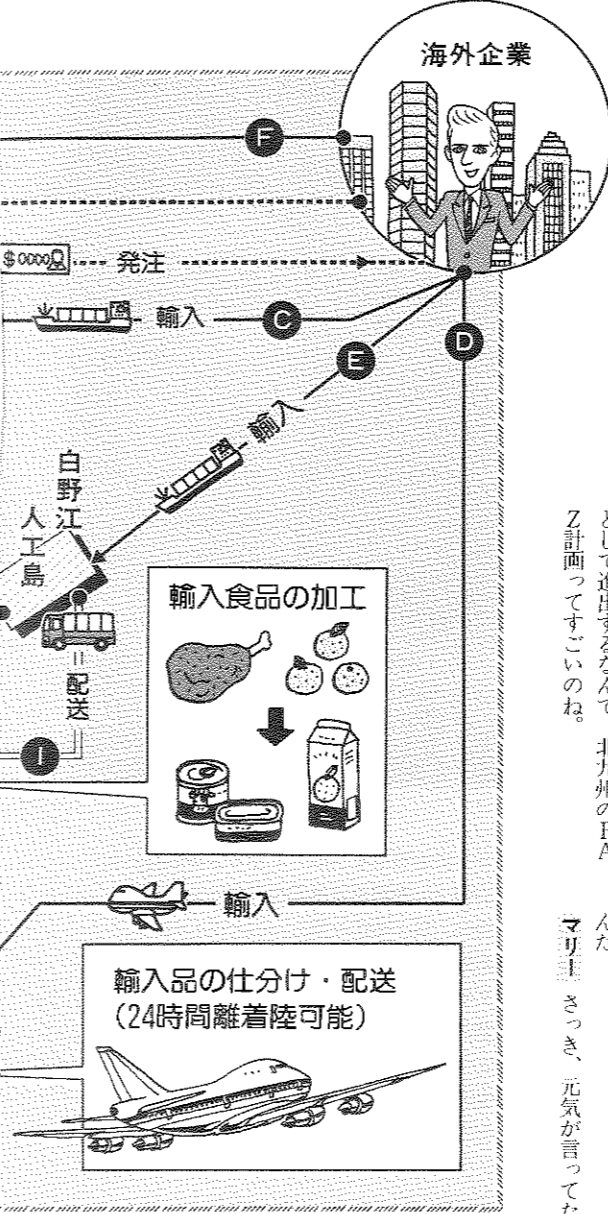 海外企業
F
$0000
発注
輸入
C
E
D
輸入
白野江
人工島
配送
I
輸入食品の加工
輸入
輸入品の仕分け・配送
(24時間離着陸可能)
として進出するなんて、北九州のFA
Z計画ってすごいのね。
んだ
マリー さっき、元気が言ってた